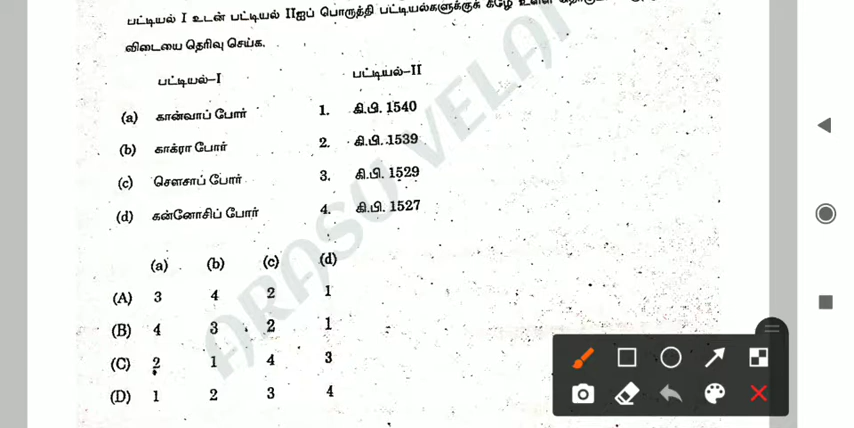 பட்டியல் I உடன் பட்டியல் IIஐப் பொருத்தி பட்டியல்களுக்குக் கீழே உள்ள
விடையை தெரிவு செய்க.
பட்டியல்–I பட்டியல்–II
(a) கான்வாப் போர் 1. கி.பி. 1540
(b) காக்ரா போர் 2. கி.பி. 1539
(c) சௌசாப் போர் 3. கி.பி. 1529
(d) கன்னோசிப் போர் 4. கி.பி. 1527
(a) (b) (c) (d)
(A) 3 4 2 1
(B) 4 3 2 1
(C) 2 1 4 3
(D) 1 2 3 4
ARASU VELAI